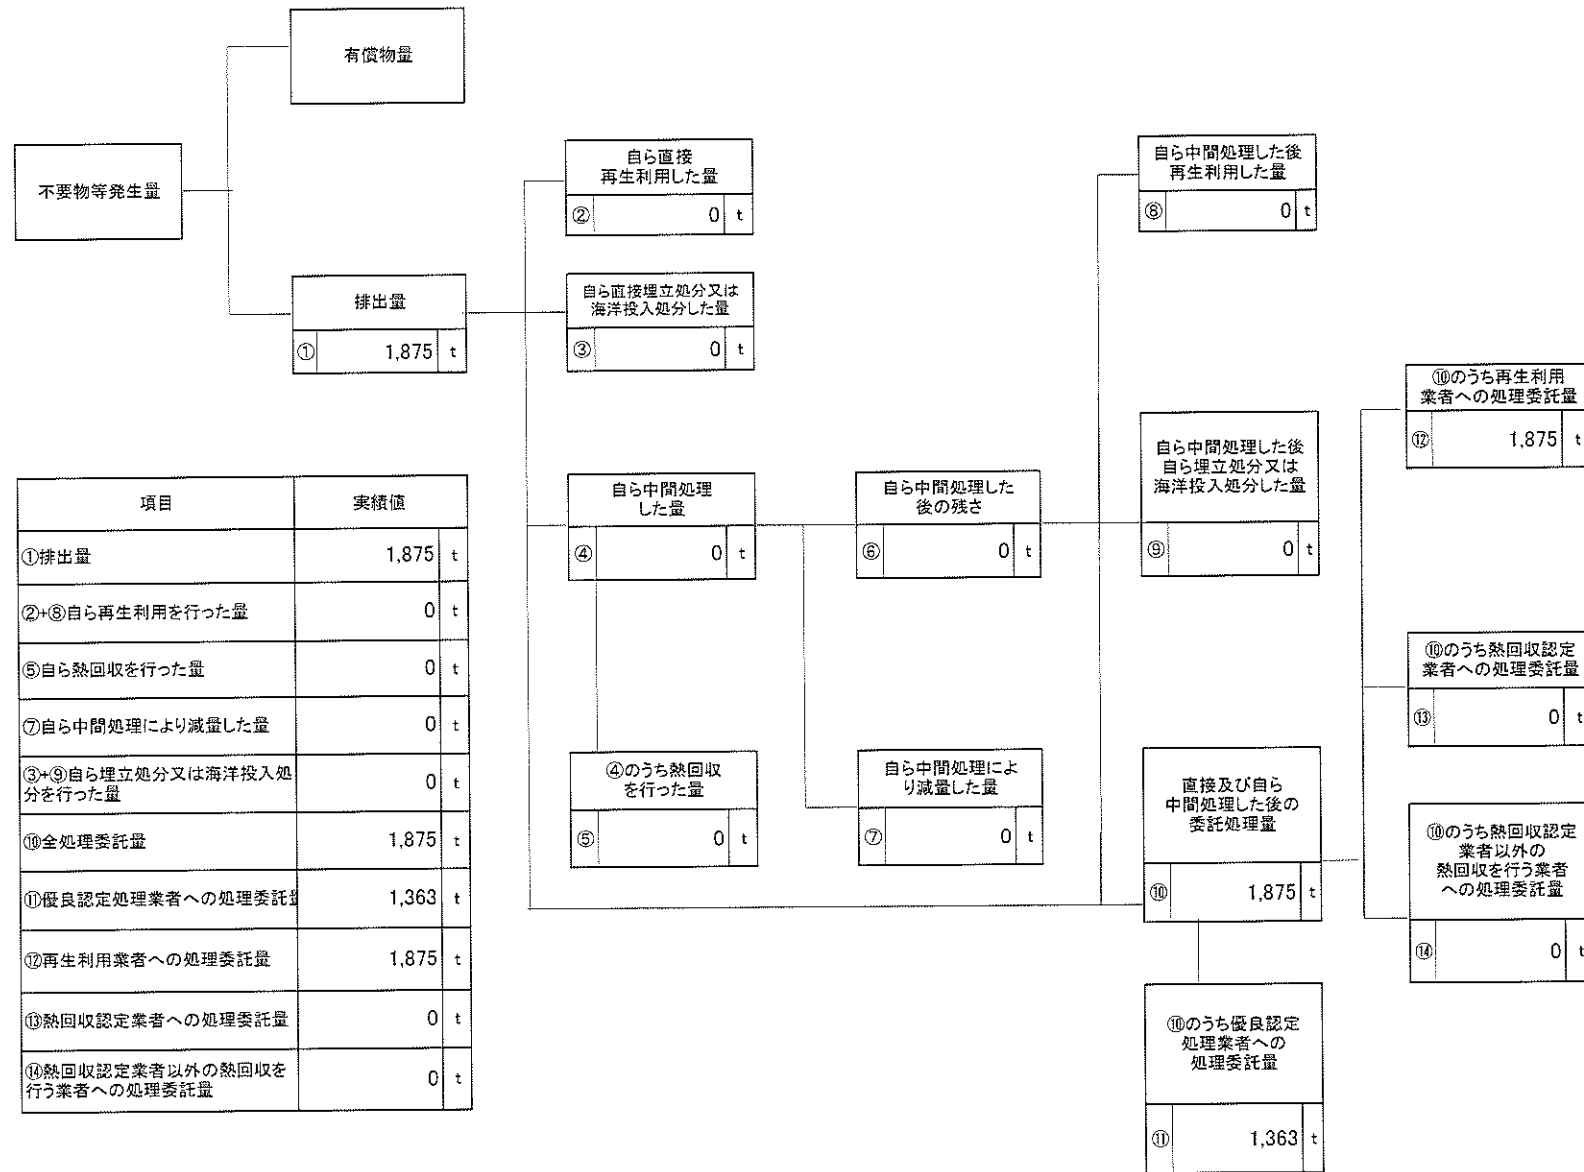 有償物量
不要物等発生量
排出量
① 1,875 t
自ら直接
再生利用した量
② 0 t
自ら直接埋立処分又は
海洋投入処分した量
③ 0 t
自ら中間処理
した量
④ 0 t
④のうち熱回収
を行った量
⑤ 0 t
自ら中間処理した
後の残さ
⑥ 0 t
自ら中間処理によ
り減量した量
⑦ 0 t
自ら中間処理した後
再生利用した量
⑧ 0 t
自ら中間処理した後
自ら埋立処分又は
海洋投入処分した量
⑨ 0 t
直接及び自ら
中間処理した後の
委託処理量
⑩ 1,875 t
⑩のうち優良認定
処理業者への
処理委託量
⑪ 1,363 t
⑩のうち再生利用
業者への処理委託量
⑫ 1,875 t
⑩のうち熱回収認定
業者への処理委託量
⑬ 0 t
⑩のうち熱回収認定
業者以外の
熱回収を行う業者
への処理委託量
⑭ 0 t
項目 実績値
①排出量 1,875 t
②+⑧自ら再生利用を行った量 0 t
⑤自ら熱回収を行った量 0 t
⑦自ら中間処理により減量した量 0 t
③+⑨自ら埋立処分又は海洋投入処
分を行った量 0 t
⑩全処理委託量 1,875 t
⑪優良認定処理業者への処理委託量 1,363 t
⑫再生利用業者への処理委託量 1,875 t
⑬熱回収認定業者への処理委託量 0 t
⑭熱回収認定業者以外の熱回収を
行う業者への処理委託量 0 t